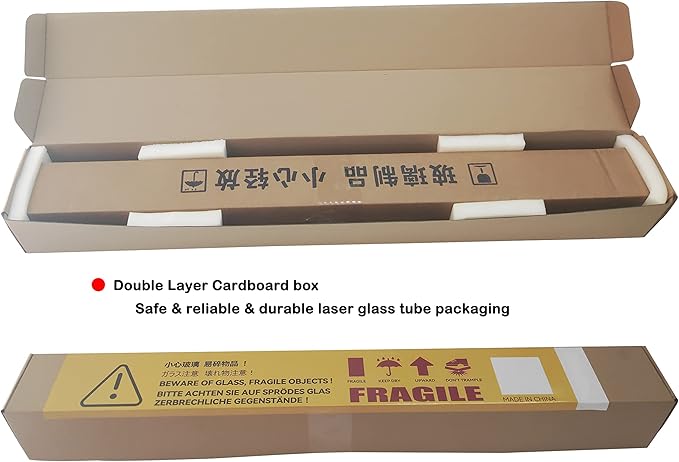 玻璃制品 小心轻放
Double Layer Cardboard box
Safe & reliable & durable laser glass tube packaging
小心玻璃 易碎物品！
ガラス注意 壊れ物注意！
BEWARE OF GLASS, FRAGILE OBJECTS!
BITTE ACHTEN SIE AUF SPRÖDES GLAS
ZERBRECHLICHE GEGENSTÄNDE!
FRAGILE KEEP DRY UPWARD DON'T TRAMPLE
FRAGILE
MADE IN CHINA